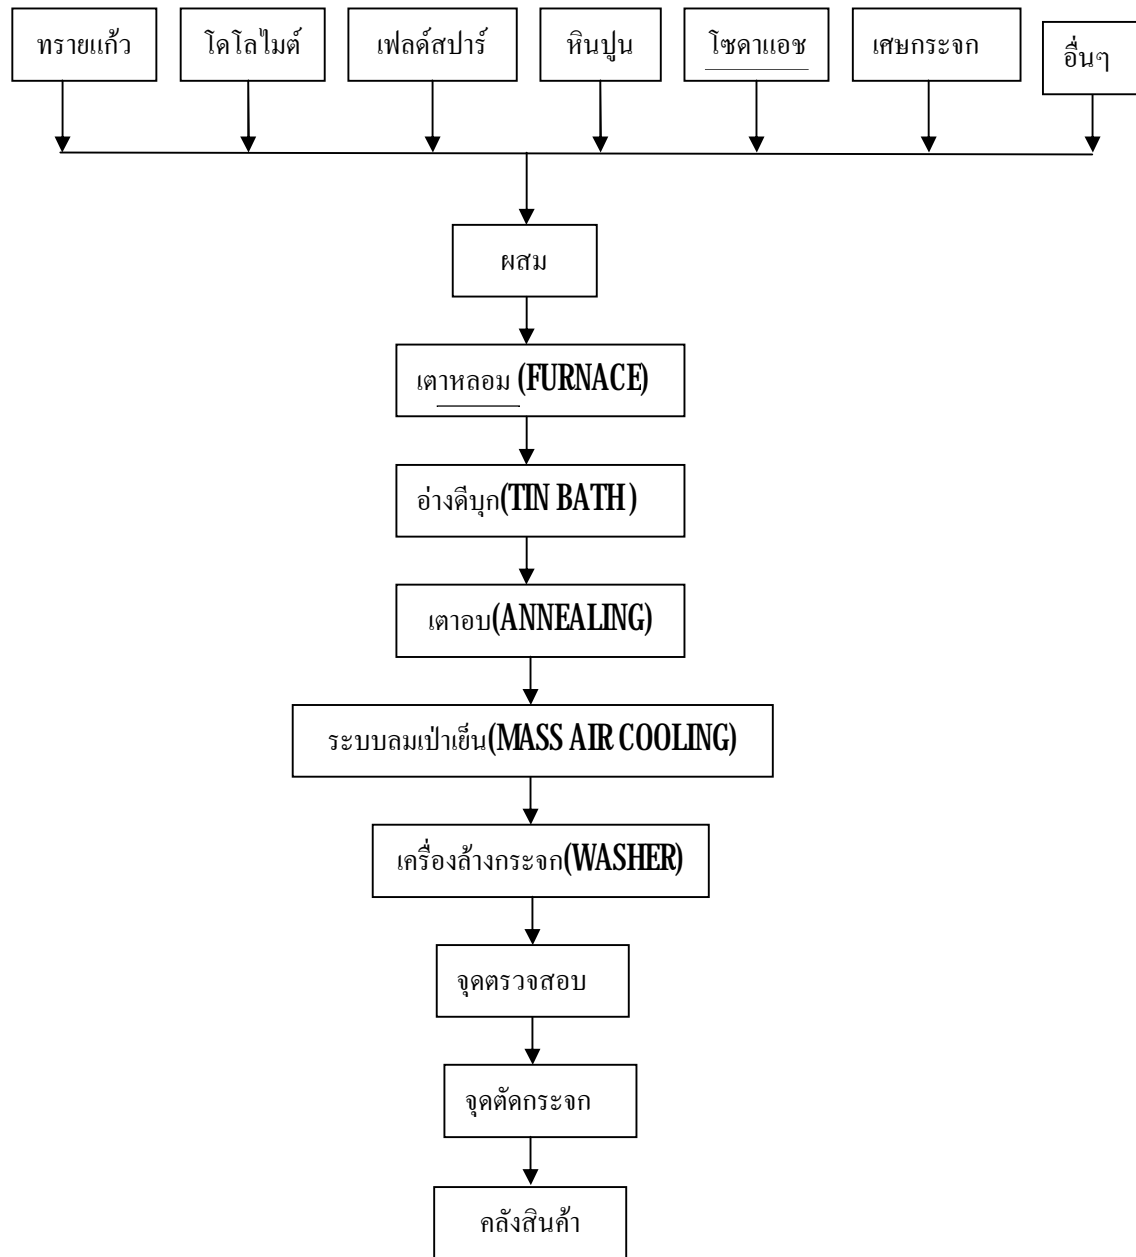 ทรายแก้ว
โดโลไมต์
เฟลด์สปาร์
หินปูน
โซดาแอช
เศษกระจก
อื่นๆ
ผสม
เตาหลอม (FURNACE)
อ่างดีบุก(TIN BATH )
เตาอบ(ANNEALING)
ระบบลมเป่าเย็น(MASS AIR COOLING)
เครื่องล้างกระจก(WASHER)
จุดตรวจสอบ
จุดตัดกระจก
คลังสินค้า